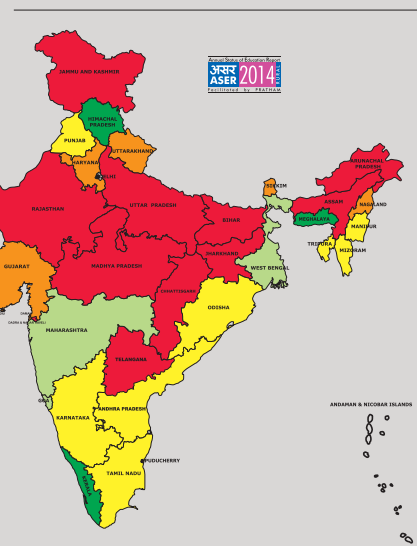 Annual Status of Education Report
असर
ASER
2014
RURAL
Facilitated by PRATHAM
JAMMU AND KASHMIR
HIMACHAL
PRADESH
PUNJAB
UTTARAKHAND
HARYANA
DELHI
ARUNACHAL
PRADESH
SIKKIM
RAJASTHAN
UTTAR PRADESH
ASSAM
NAGALAND
BIHAR
MEGHALAYA
MANIPUR
TRIPURA
MIZORAM
JHARKHAND
GUJARAT
MADHYA PRADESH
WEST BENGAL
CHHATTISGARH
ODISHA
MAHARASHTRA
TELANGANA
GOA
ANDAMAN & NICOBAR ISLANDS
KARNATAKA
ANDHRA PRADESH
PUDUCHERRY
TAMIL NADU
KERALA